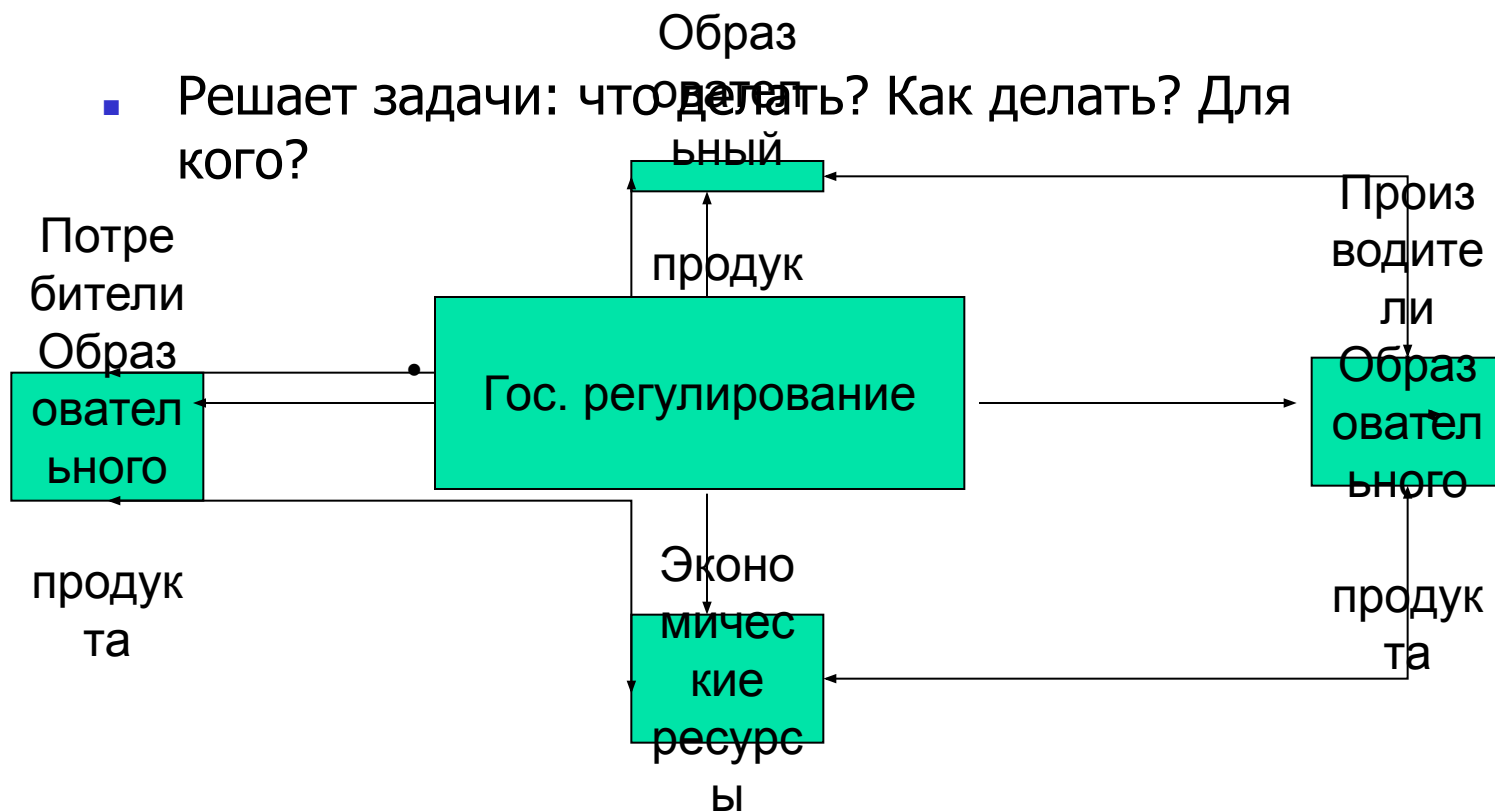 Решает задачи: что делать? Как делать? Для
кого?
Образ
овател
ьный
продук
Потре
бители
Образ
овател
ьного
продук
та
Гос. регулирование
Произ
водите
ли
Образ
овател
ьного
продук
та
Эконо
мичес
кие
ресурс
ы